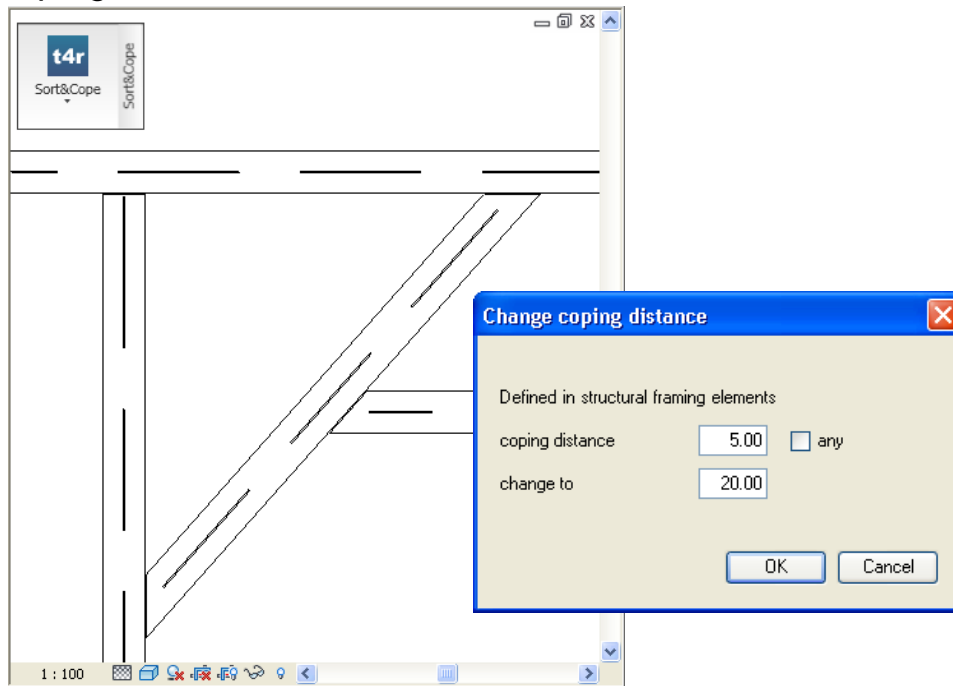 t4r
Sort&Cope
Sort&Cope
Change coping distance
Defined in structural framing elements
coping distance 5.00 any
change to 20.00
OK Cancel
1 : 100